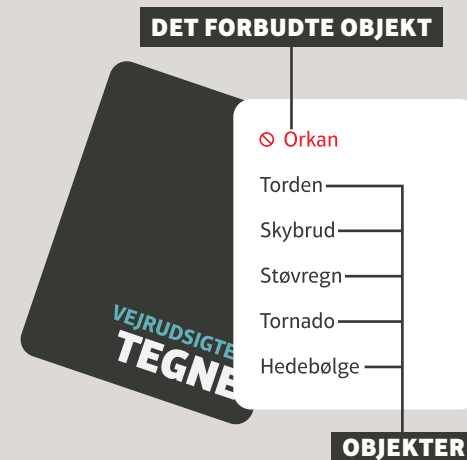 DET FORBUDTE OBJEKT
Orkan
Torden
Skybrud
Støvregn
Tornado
Hedebølge
VEJRUDSIGTE
TEGNE
OBJEKTER